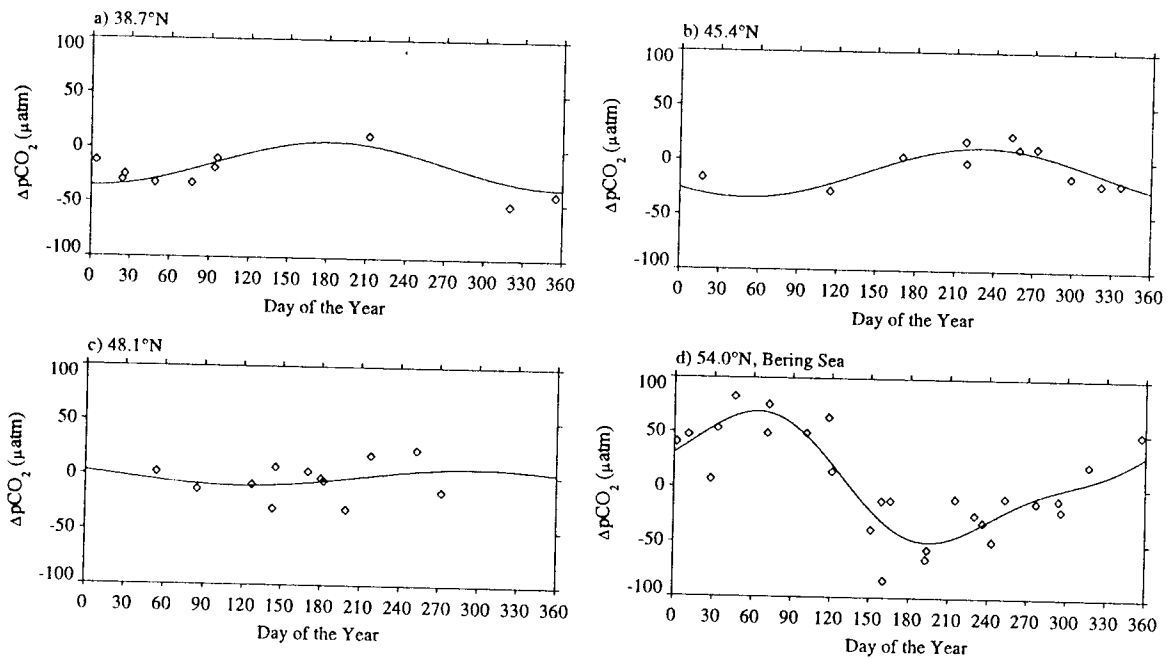 a) 38.7°N
100
50
0
-50
-100
ΔpCO2 (μatm)
0 30 60 90 120 150 180 210 240 270 300 330 360
Day of the Year
b) 45.4°N
100
50
0
-50
-100
ΔpCO2 (μatm)
0 30 60 90 120 150 180 210 240 270 300 330 360
Day of the Year
c) 48.1°N
100
50
0
-50
-100
ΔpCO2 (μatm)
0 30 60 90 120 150 180 210 240 270 300 330 360
Day of the Year
d) 54.0°N, Bering Sea
100
50
0
-50
-100
ΔpCO2 (μatm)
0 30 60 90 120 150 180 210 240 270 300 330 360
Day of the Year